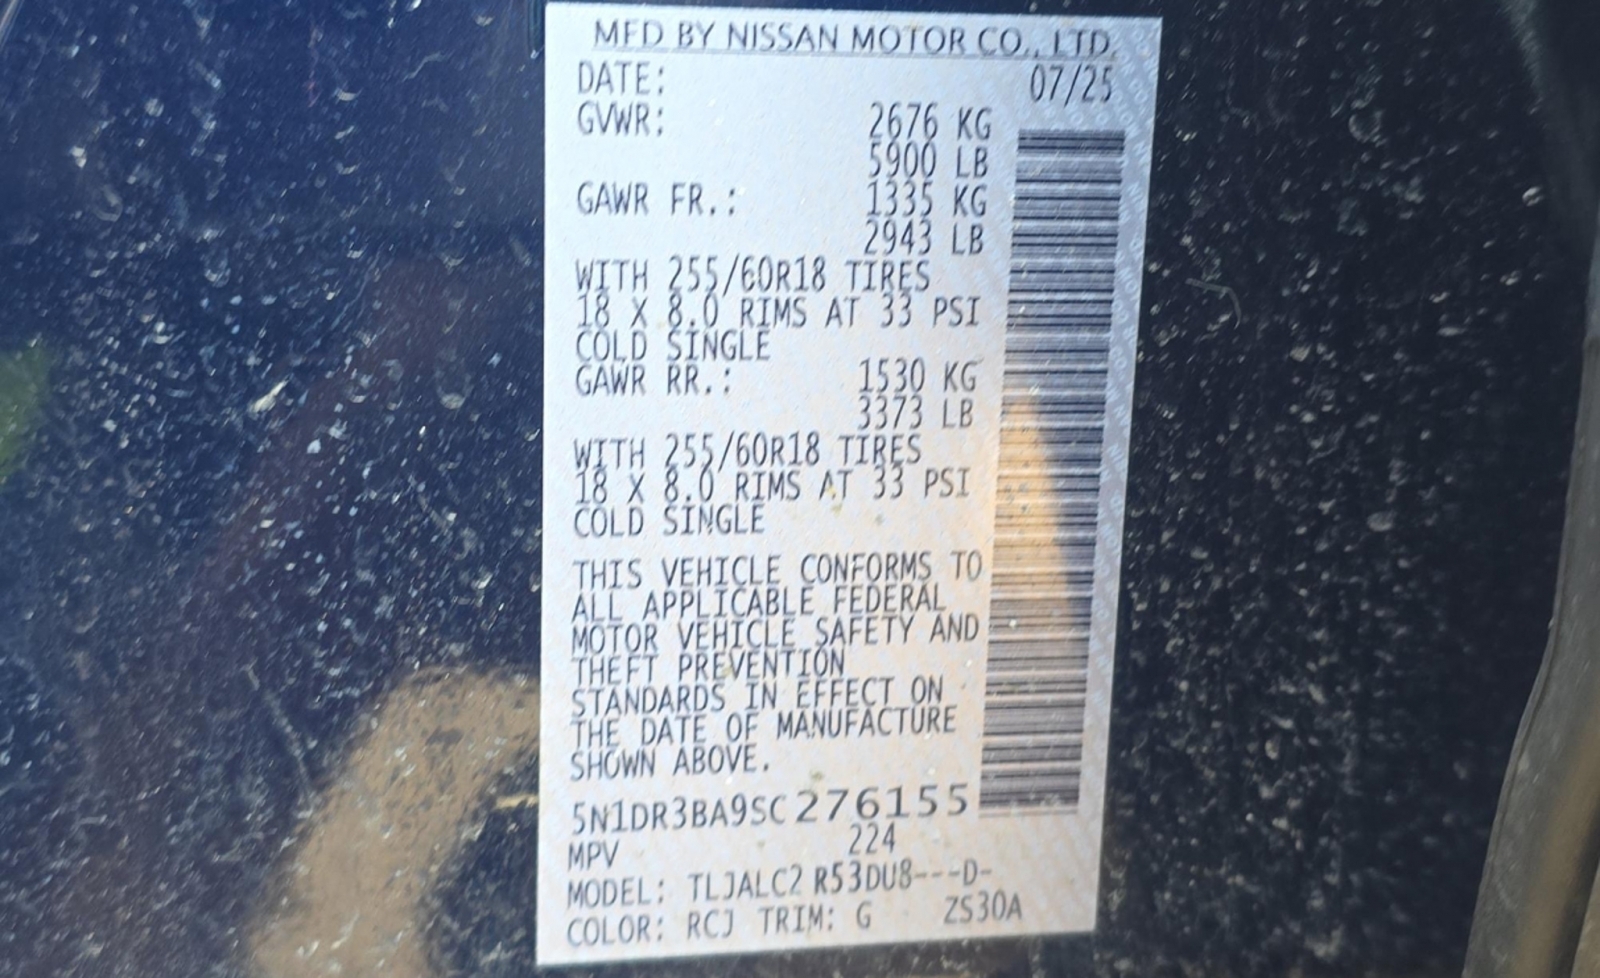 MFD BY NISSAN MOTOR CO., LTD.
DATE: 07/25
GVWR: 2676 KG
5900 LB
GAWR FR.: 1335 KG
2943 LB
WITH 255/60R18 TIRES
18 X 8.0 RIMS AT 33 PSI
COLD SINGLE
GAWR RR.: 1530 KG
3373 LB
WITH 255/60R18 TIRES
18 X 8.0 RIMS AT 33 PSI
COLD SINGLE
THIS VEHICLE CONFORMS TO
ALL APPLICABLE FEDERAL
MOTOR VEHICLE SAFETY AND
THEFT PREVENTION
STANDARDS IN EFFECT ON
THE DATE OF MANUFACTURE
SHOWN ABOVE.
5N1DR3BA9SC276155
MPV 224
MODEL: TLJALC2 R53DU8---D-
COLOR: RCJ TRIM: G ZS30A